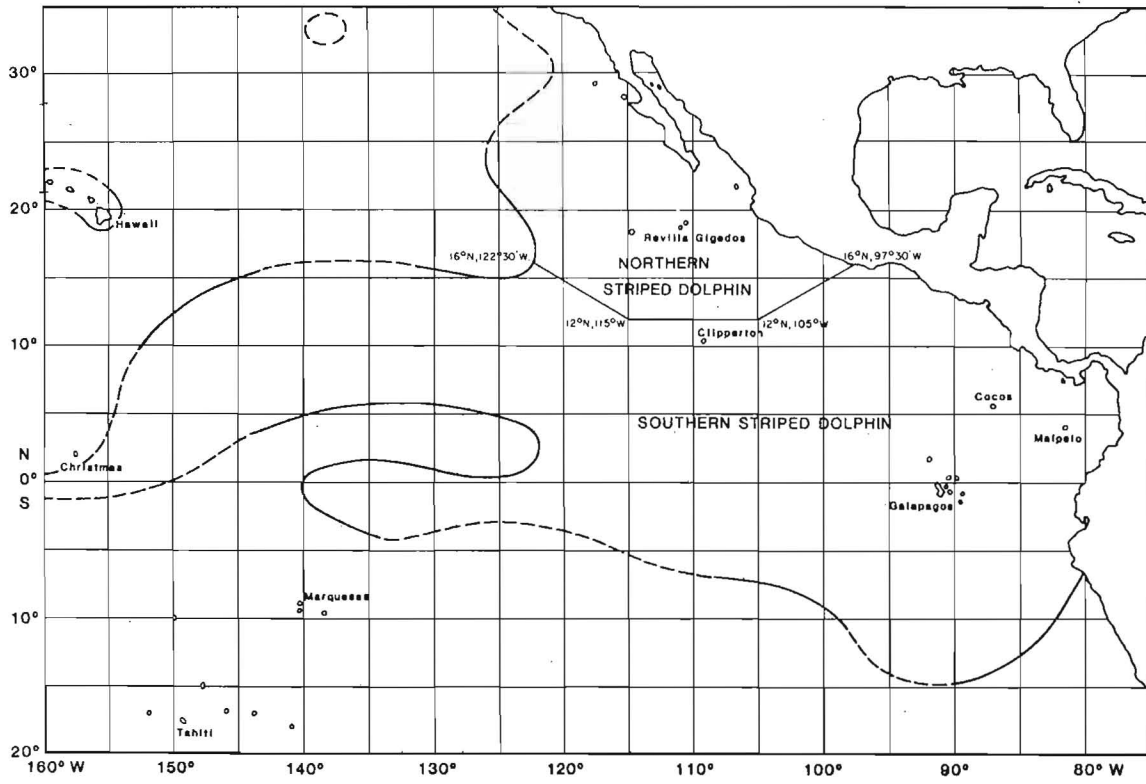 30°
20°
Hawaii
Revilla Gigedos
16°N,122°30'W.
16°N,97°30'W
NORTHERN
STRIPED DOLPHIN
12°N,115°W
12°N,105°W
Clipperton
10°
Cocos
SOUTHERN STRIPED DOLPHIN
Malpelo
N
Christmas
0°
S
Galapagos
Marquesas
10°
Tahiti
20°
160° W
150°
140°
130°
120°
110°
100°
90°
80° W